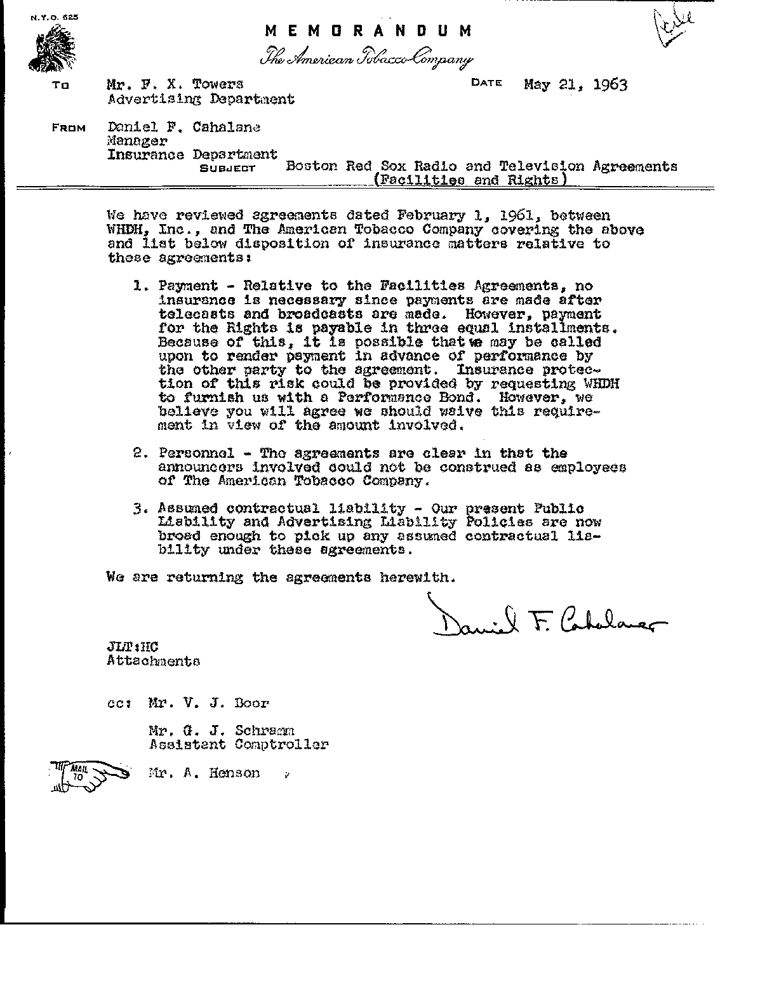 N.Y.O. 625
MEMORANDUM
The American Tobacco Company
TO Mr. F. X. Towers DATE May 21, 1963
Advertising Department
FROM Daniel F. Cahalane
Manager
Insurance Department
SUBJECT Boston Red Sox Radio and Television Agreements
(Facilities and Rights)
We have reviewed agreements dated February 1, 1961, between
WHDH, Inc., and The American Tobacco Company covering the above
and list below disposition of insurance matters relative to
these agreements:
1. Payment - Relative to the Facilities Agreements, no
insurance is necessary since payments are made after
telecasts and broadcasts are made. However, payment
for the Rights is payable in three equal installments.
Because of this, it is possible that we may be called
upon to render payment in advance of performance by
the other party to the agreement. Insurance protec-
tion of this risk could be provided by requesting WHDH
to furnish us with a Performance Bond. However, we
believe you will agree we should waive this require-
ment in view of the amount involved.
2. Personnel - The agreements are clear in that the
announcers involved could not be construed as employees
of The American Tobacco Company.
3. Assumed contractual liability - Our present Public
Liability and Advertising Liability Policies are now
broad enough to pick up any assumed contractual lia-
bility under these agreements.
We are returning the agreements herewith.
Daniel F. Cahalane
JLT:HC
Attachments
cc: Mr. V. J. Boor
Mr. G. J. Schramm
Assistant Comptroller
MAIL
TO
Mr. A. Henson